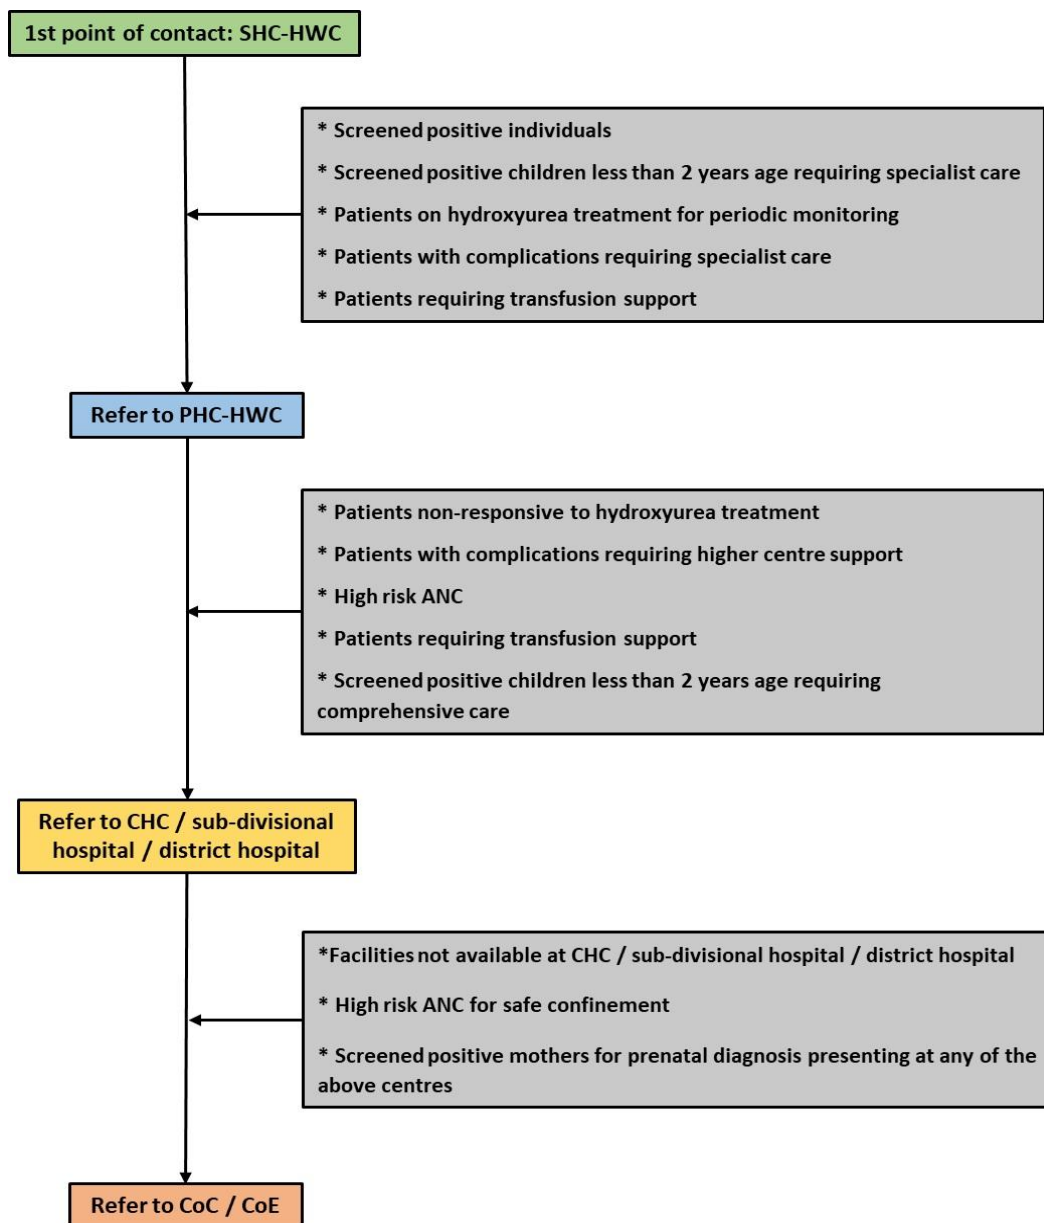 1st point of contact: SHC-HWC
* Screened positive individuals
* Screened positive children less than 2 years age requiring specialist care
* Patients on hydroxyurea treatment for periodic monitoring
* Patients with complications requiring specialist care
* Patients requiring transfusion support
Refer to PHC-HWC
* Patients non-responsive to hydroxyurea treatment
* Patients with complications requiring higher centre support
* High risk ANC
* Patients requiring transfusion support
* Screened positive children less than 2 years age requiring
comprehensive care
Refer to CHC / sub-divisional
hospital / district hospital
*Facilities not available at CHC / sub-divisional hospital / district hospital
* High risk ANC for safe confinement
* Screened positive mothers for prenatal diagnosis presenting at any of the
above centres
Refer to CoC / CoE